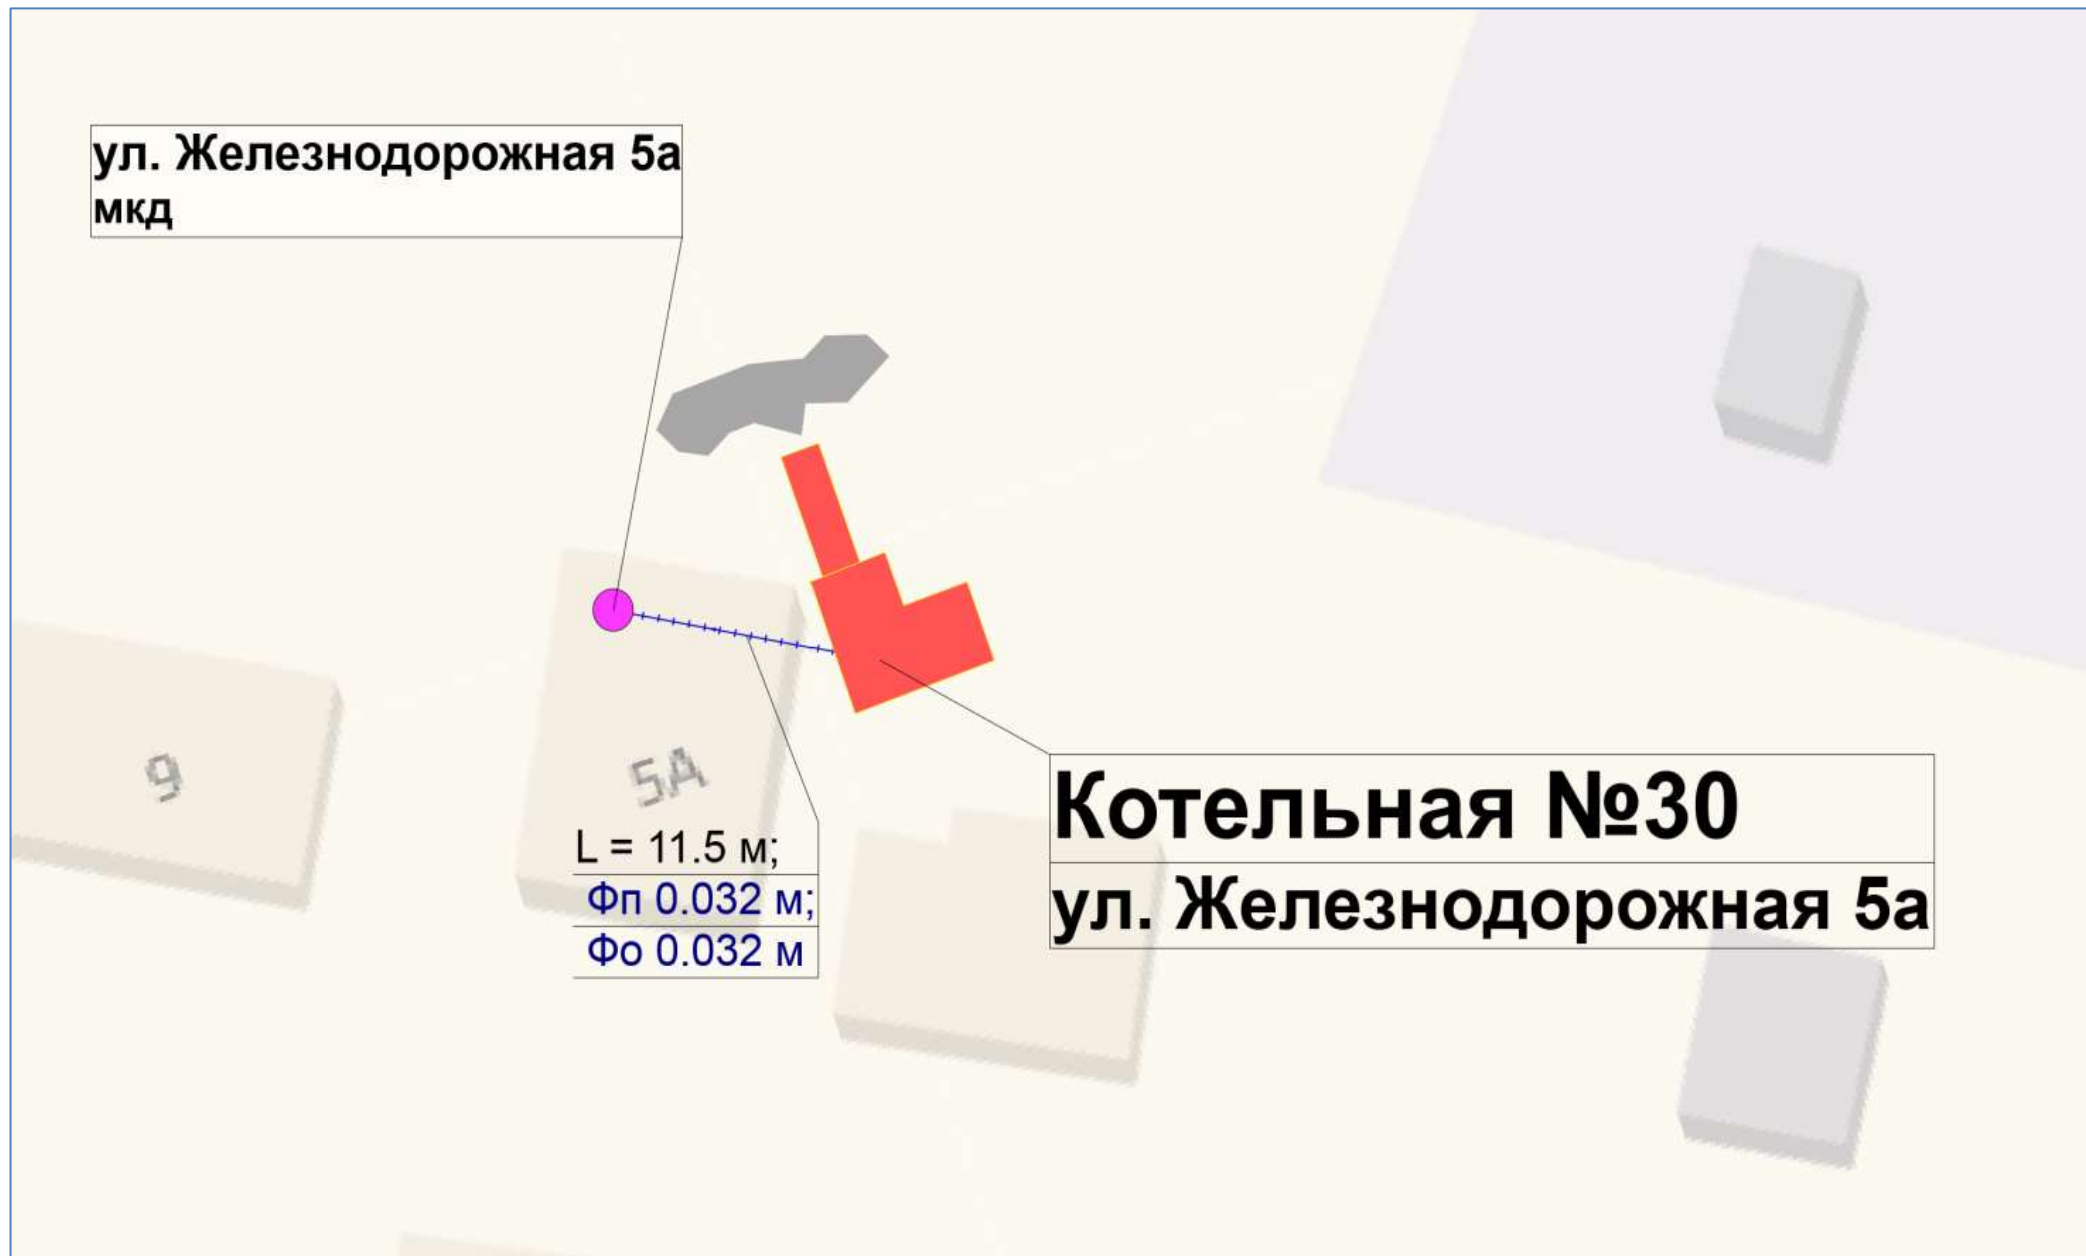 ул. Железнодорожная 5а
мкд
9
5А
L = 11.5 м;
Фп 0.032 м;
Фо 0.032 м
Котельная №30
ул. Железнодорожная 5а